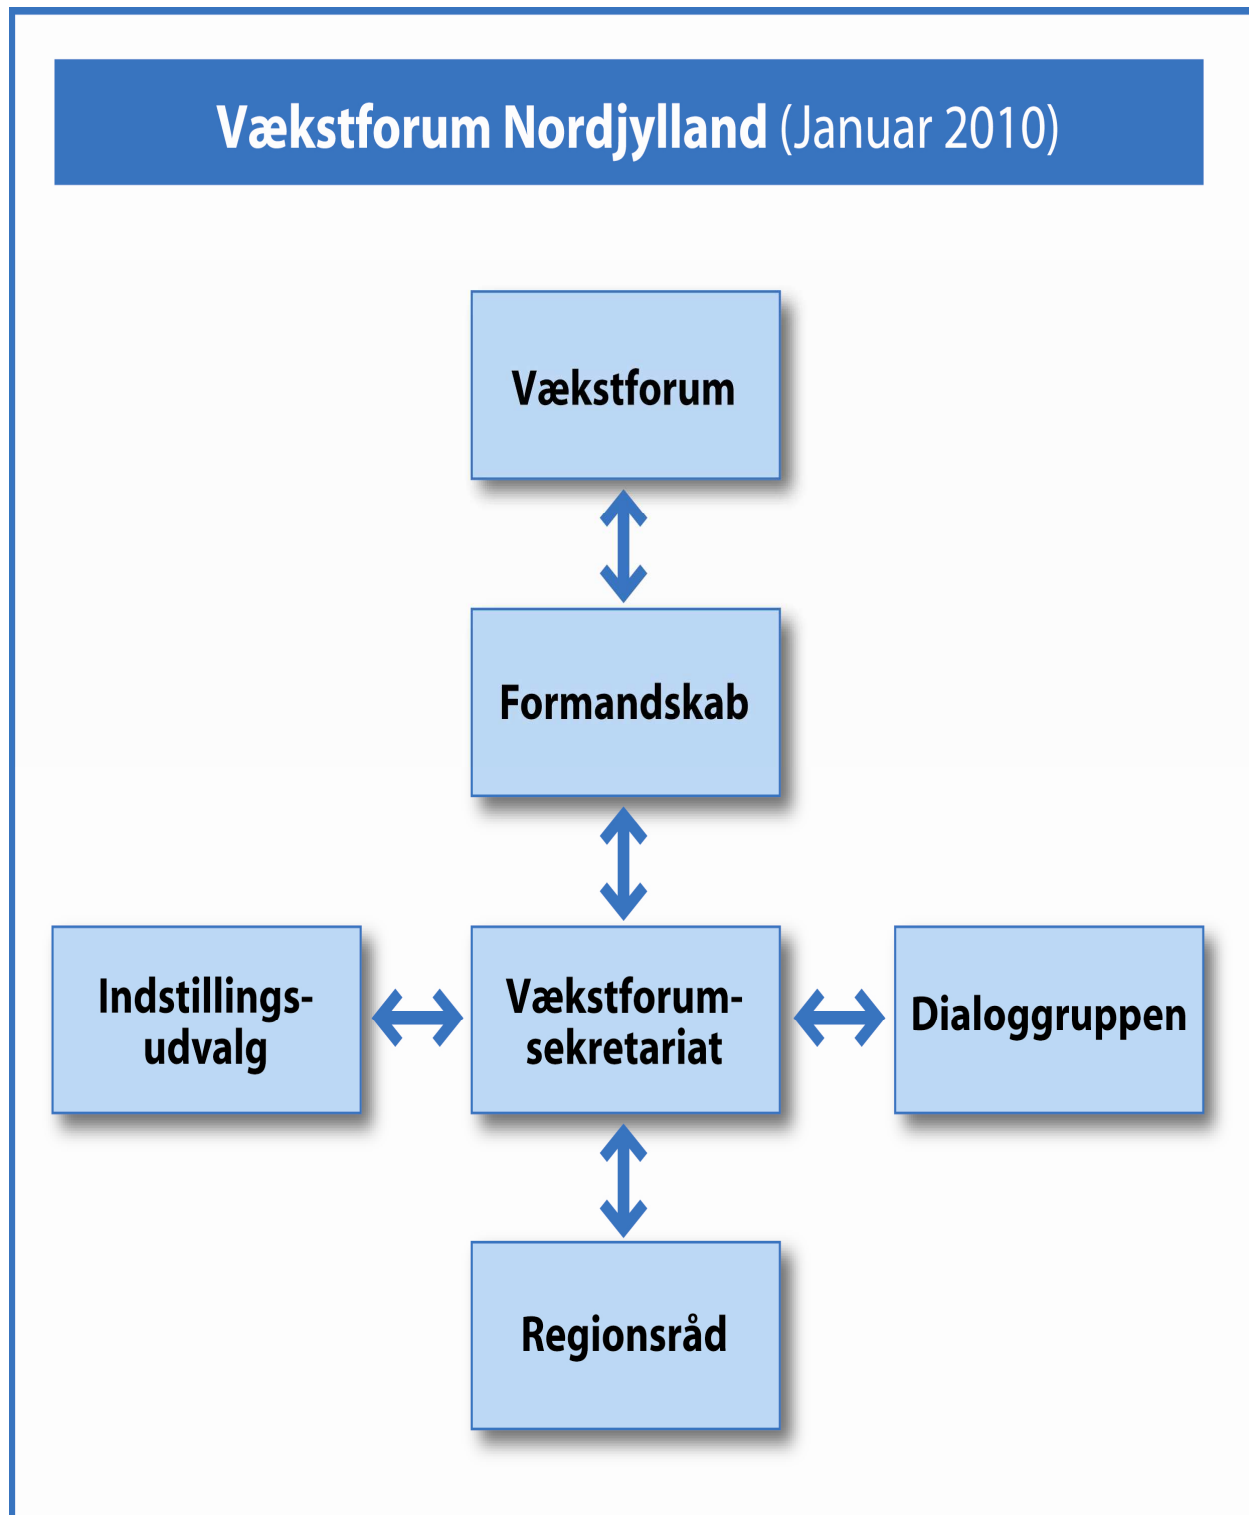 Vækstforum Nordjylland (Januar 2010)
Vækstforum
Formandskab
Indstillings-
udvalg
Vækstforum-
sekretariat
Dialoggruppen
Regionsråd